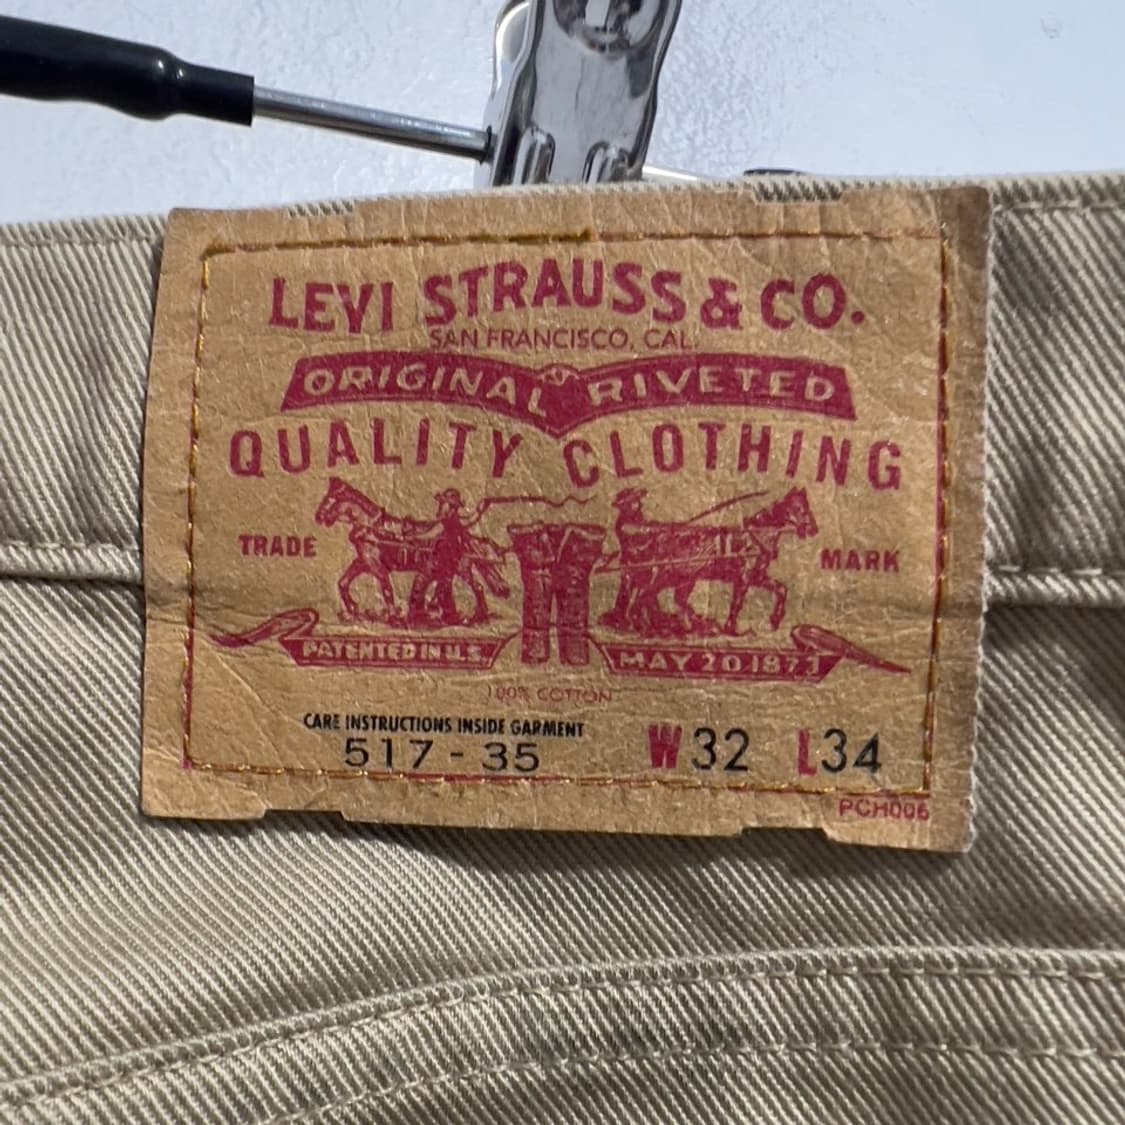 LEVI STRAUSS & CO.
SAN FRANCISCO, CAL.
ORIGINAL RIVETED
QUALITY CLOTHING
TRADE MARK
PATENTED IN U.S. MAY 20 1873
100% COTTON
CARE INSTRUCTIONS INSIDE GARMENT
517-35 W32 L34
PCH006